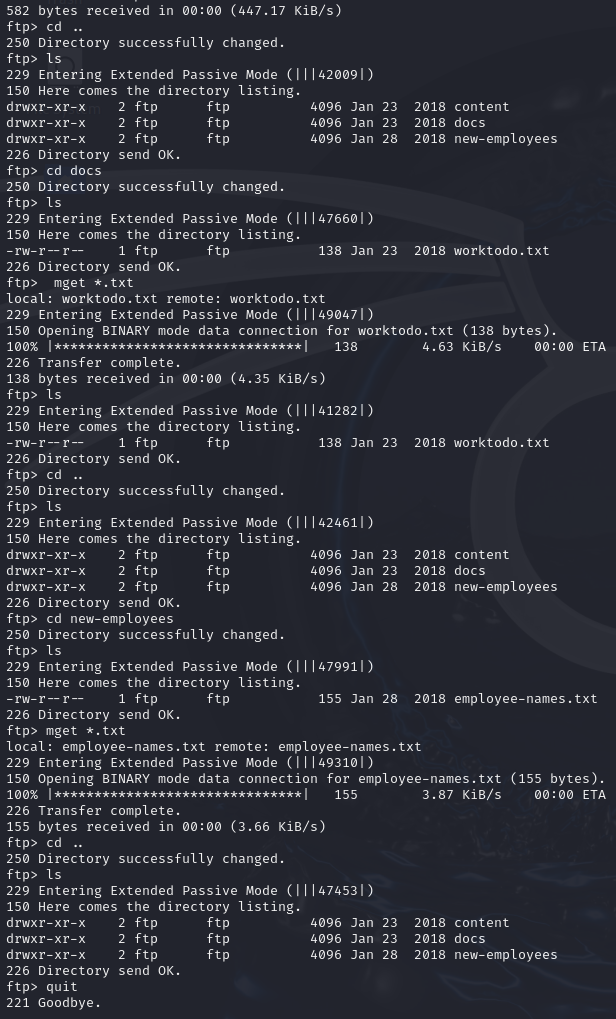 582 bytes received in 00:00 (447.17 KiB/s)
ftp> cd ..
250 Directory successfully changed.
ftp> ls
229 Entering Extended Passive Mode (|||42009|)
150 Here comes the directory listing.
drwxr-xr-x    2 ftp      ftp          4096 Jan 23  2018 content
drwxr-xr-x    2 ftp      ftp          4096 Jan 23  2018 docs
drwxr-xr-x    2 ftp      ftp          4096 Jan 28  2018 new-employees
226 Directory send OK.
ftp> cd docs
250 Directory successfully changed.
ftp> ls
229 Entering Extended Passive Mode (|||47660|)
150 Here comes the directory listing.
-rw-r--r--    1 ftp      ftp           138 Jan 23  2018 worktodo.txt
226 Directory send OK.
ftp>  mget *.txt
local: worktodo.txt remote: worktodo.txt
229 Entering Extended Passive Mode (|||49047|)
150 Opening BINARY mode data connection for worktodo.txt (138 bytes).
100% |*******************************|   138        4.63 KiB/s    00:00 ETA
226 Transfer complete.
138 bytes received in 00:00 (4.35 KiB/s)
ftp> ls
229 Entering Extended Passive Mode (|||41282|)
150 Here comes the directory listing.
-rw-r--r--    1 ftp      ftp           138 Jan 23  2018 worktodo.txt
226 Directory send OK.
ftp> cd ..
250 Directory successfully changed.
ftp> ls
229 Entering Extended Passive Mode (|||42461|)
150 Here comes the directory listing.
drwxr-xr-x    2 ftp      ftp          4096 Jan 23  2018 content
drwxr-xr-x    2 ftp      ftp          4096 Jan 23  2018 docs
drwxr-xr-x    2 ftp      ftp          4096 Jan 28  2018 new-employees
226 Directory send OK.
ftp> cd new-employees
250 Directory successfully changed.
ftp> ls
229 Entering Extended Passive Mode (|||47991|)
150 Here comes the directory listing.
-rw-r--r--    1 ftp      ftp           155 Jan 28  2018 employee-names.txt
226 Directory send OK.
ftp> mget *.txt
local: employee-names.txt remote: employee-names.txt
229 Entering Extended Passive Mode (|||49310|)
150 Opening BINARY mode data connection for employee-names.txt (155 bytes).
100% |*******************************|   155        3.87 KiB/s    00:00 ETA
226 Transfer complete.
155 bytes received in 00:00 (3.66 KiB/s)
ftp> cd ..
250 Directory successfully changed.
ftp> ls
229 Entering Extended Passive Mode (|||47453|)
150 Here comes the directory listing.
drwxr-xr-x    2 ftp      ftp          4096 Jan 23  2018 content
drwxr-xr-x    2 ftp      ftp          4096 Jan 23  2018 docs
drwxr-xr-x    2 ftp      ftp          4096 Jan 28  2018 new-employees
226 Directory send OK.
ftp> quit
221 Goodbye.